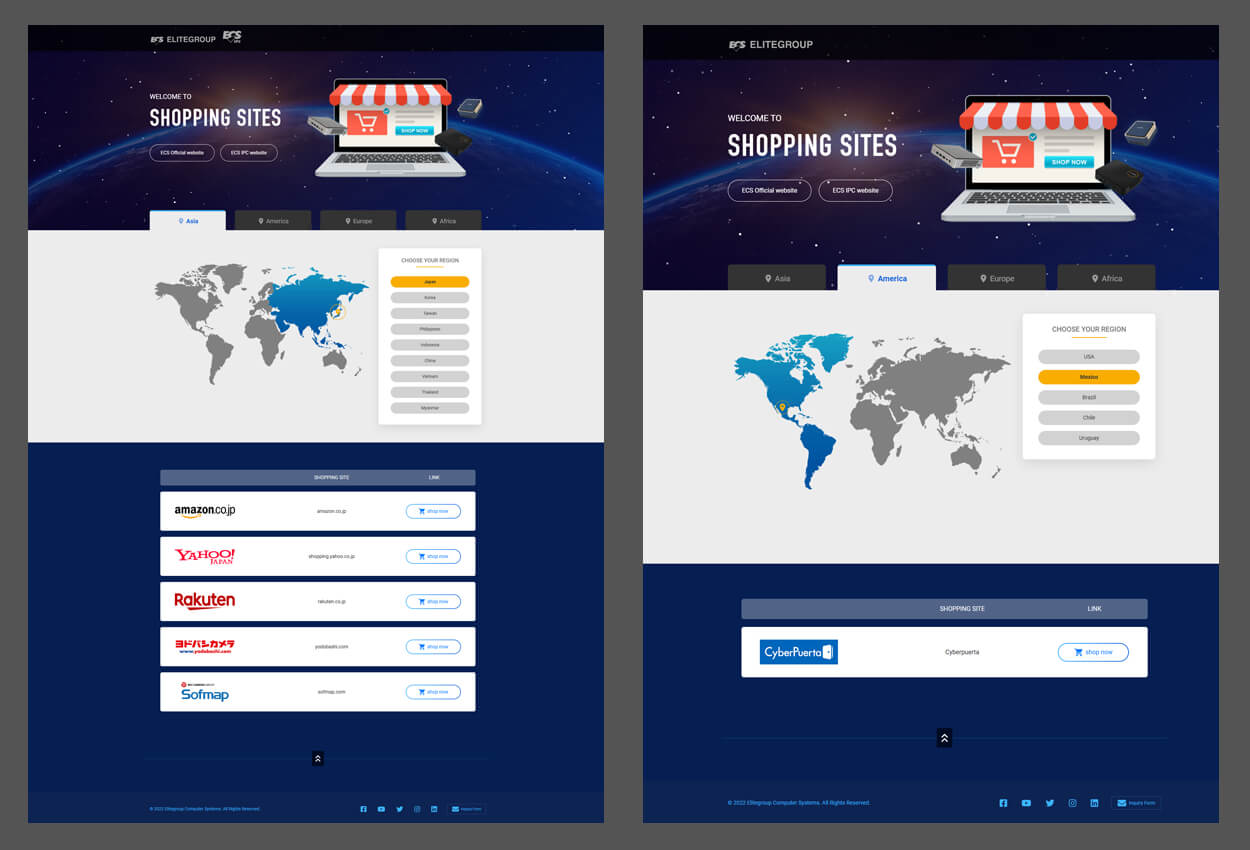 ECS ELITEGROUP
ECS
IPC
WELCOME TO
SHOPPING SITES
ECS Official website
ECS IPC website
SHOP NOW
Asia
America
Europe
Africa
CHOOSE YOUR REGION
Japan
Korea
Taiwan
Philippines
Indonesia
China
Vietnam
Thailand
Myanmar
SHOPPING SITE LINK
amazon.co.jp amazon.co.jp shop now
YAHOO! JAPAN shopping.yahoo.co.jp shop now
Rakuten rakuten.co.jp shop now
ヨドバシカメラ www.yodobashi.com yodobashi.com shop now
Sofmap sofmap.com shop now
© 2022 Elitegroup Computer Systems. All Rights Reserved.
Inquiry Form
ECS ELITEGROUP
WELCOME TO
SHOPPING SITES
ECS Official website
ECS IPC website
SHOP NOW
Asia
America
Europe
Africa
CHOOSE YOUR REGION
USA
Mexico
Brazil
Chile
Uruguay
SHOPPING SITE LINK
CyberPuerta Cyberpuerta shop now
© 2022 Elitegroup Computer Systems. All Rights Reserved.
Inquiry Form